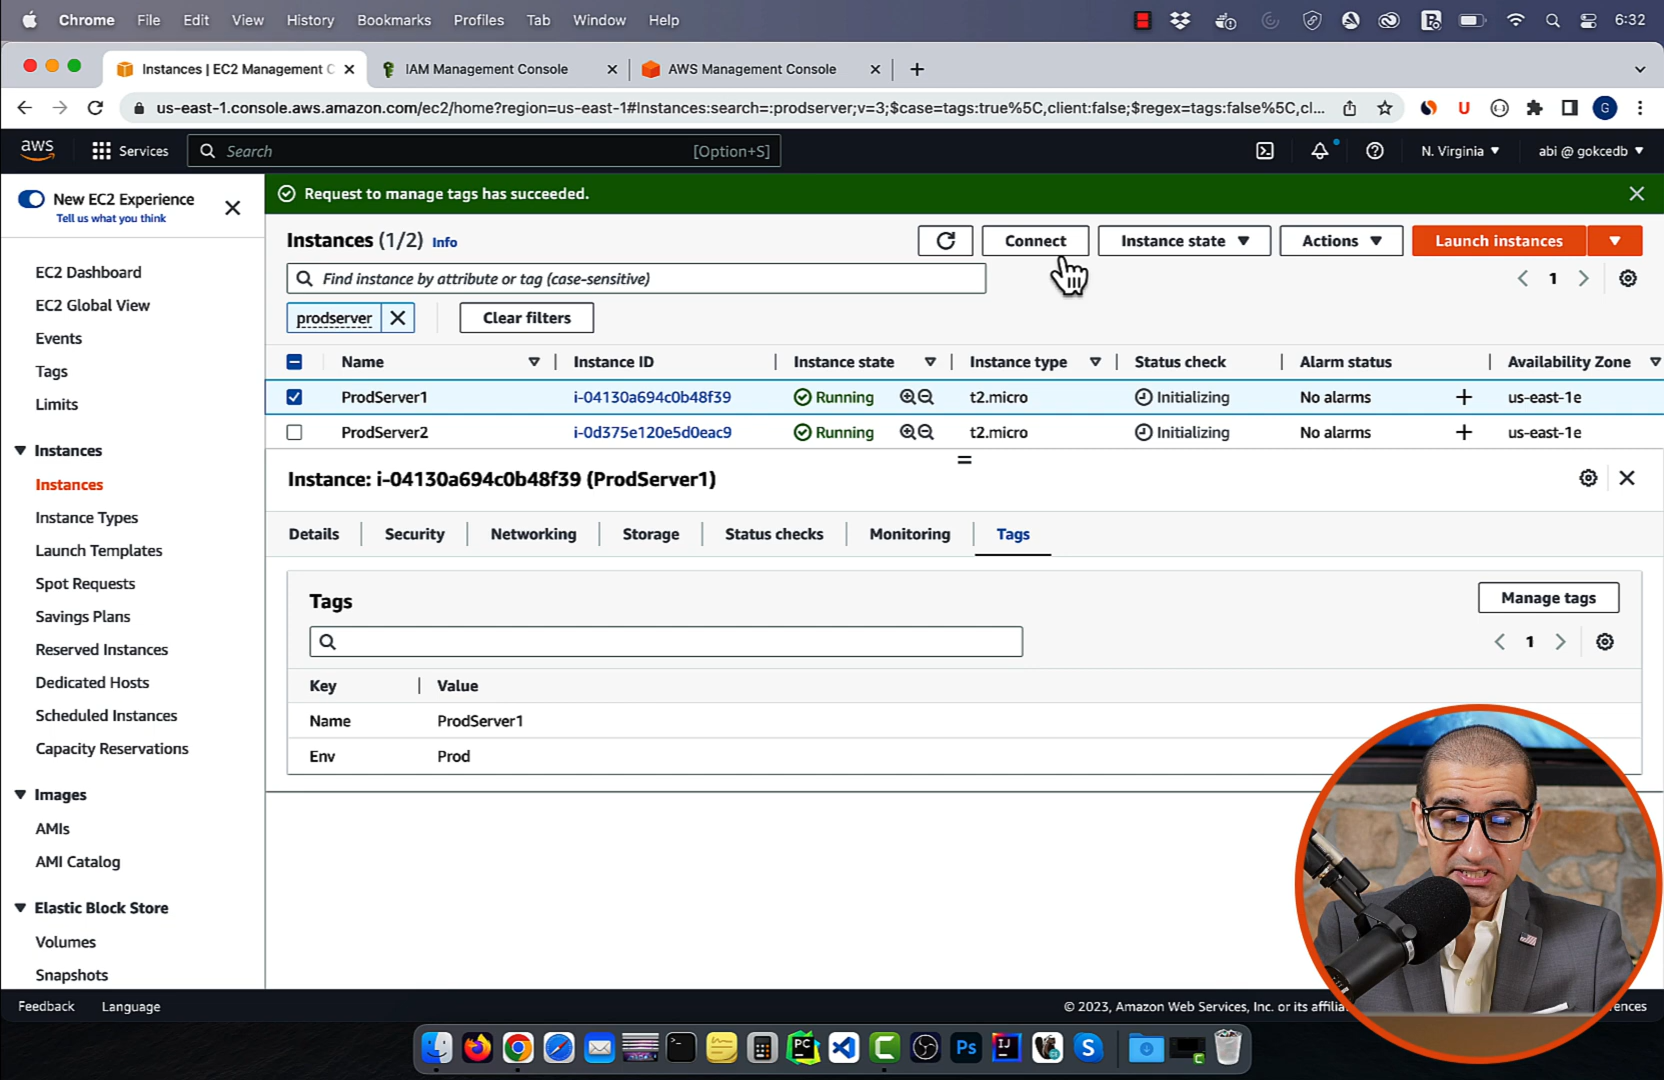 Chrome File Edit View History Bookmarks Profiles Tab Window Help 6:32
Instances | EC2 Management C IAM Management Console AWS Management Console
us-east-1.console.aws.amazon.com/ec2/home?region=us-east-1#Instances:search=:prodserver;v=3;$case=tags:true%5C,client:false;$regex=tags:false%5C,cl...
G
aws Services Search [Option+S] N. Virginia abi @ gokcedb
New EC2 Experience
Tell us what you think
Request to manage tags has succeeded.
Instances (1/2) Info Connect Instance state Actions Launch instances
Find instance by attribute or tag (case-sensitive) 1
prodserver Clear filters
Name Instance ID Instance state Instance type Status check Alarm status Availability Zone
ProdServer1 i-04130a694c0b48f39 Running t2.micro Initializing No alarms us-east-1e
ProdServer2 i-0d375e120e5d0eac9 Running t2.micro Initializing No alarms us-east-1e
Instance: i-04130a694c0b48f39 (ProdServer1)
Details Security Networking Storage Status checks Monitoring Tags
Tags Manage tags
1
Key Value
Name ProdServer1
Env Prod
EC2 Dashboard
EC2 Global View
Events
Tags
Limits
Instances
Instances
Instance Types
Launch Templates
Spot Requests
Savings Plans
Reserved Instances
Dedicated Hosts
Scheduled Instances
Capacity Reservations
Images
AMIs
AMI Catalog
Elastic Block Store
Volumes
Snapshots
Feedback Language © 2023, Amazon Web Services, Inc. or its affilia
PC C Ps IJ S